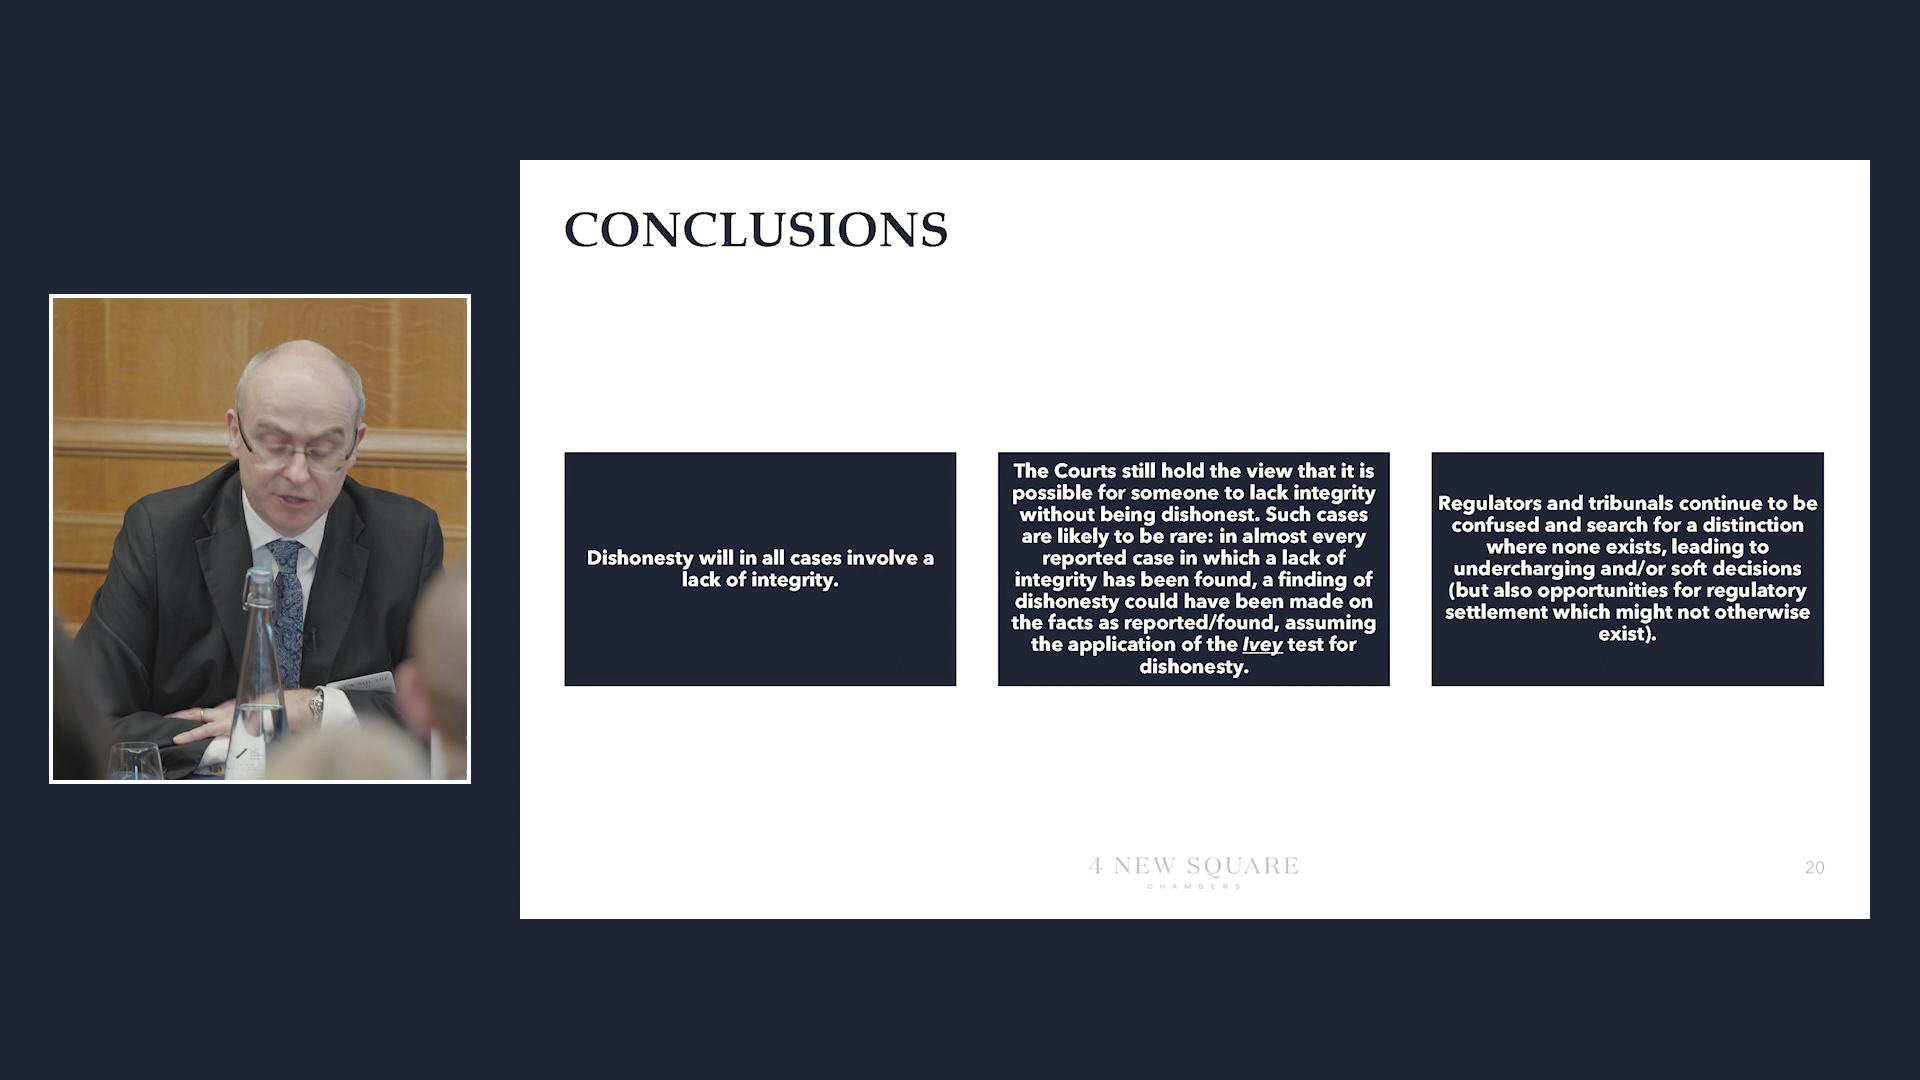 CONCLUSIONS
Dishonesty will in all cases involve a
lack of integrity.
The Courts still hold the view that it is
possible for someone to lack integrity
without being dishonest. Such cases
are likely to be rare: in almost every
reported case in which a lack of
integrity has been found, a finding of
dishonesty could have been made on
the facts as reported/found, assuming
the application of the Ivey test for
dishonesty.
Regulators and tribunals continue to be
confused and search for a distinction
where none exists, leading to
undercharging and/or soft decisions
(but also opportunities for regulatory
settlement which might not otherwise
exist).
4 NEW SQUARE
CHAMBERS
20